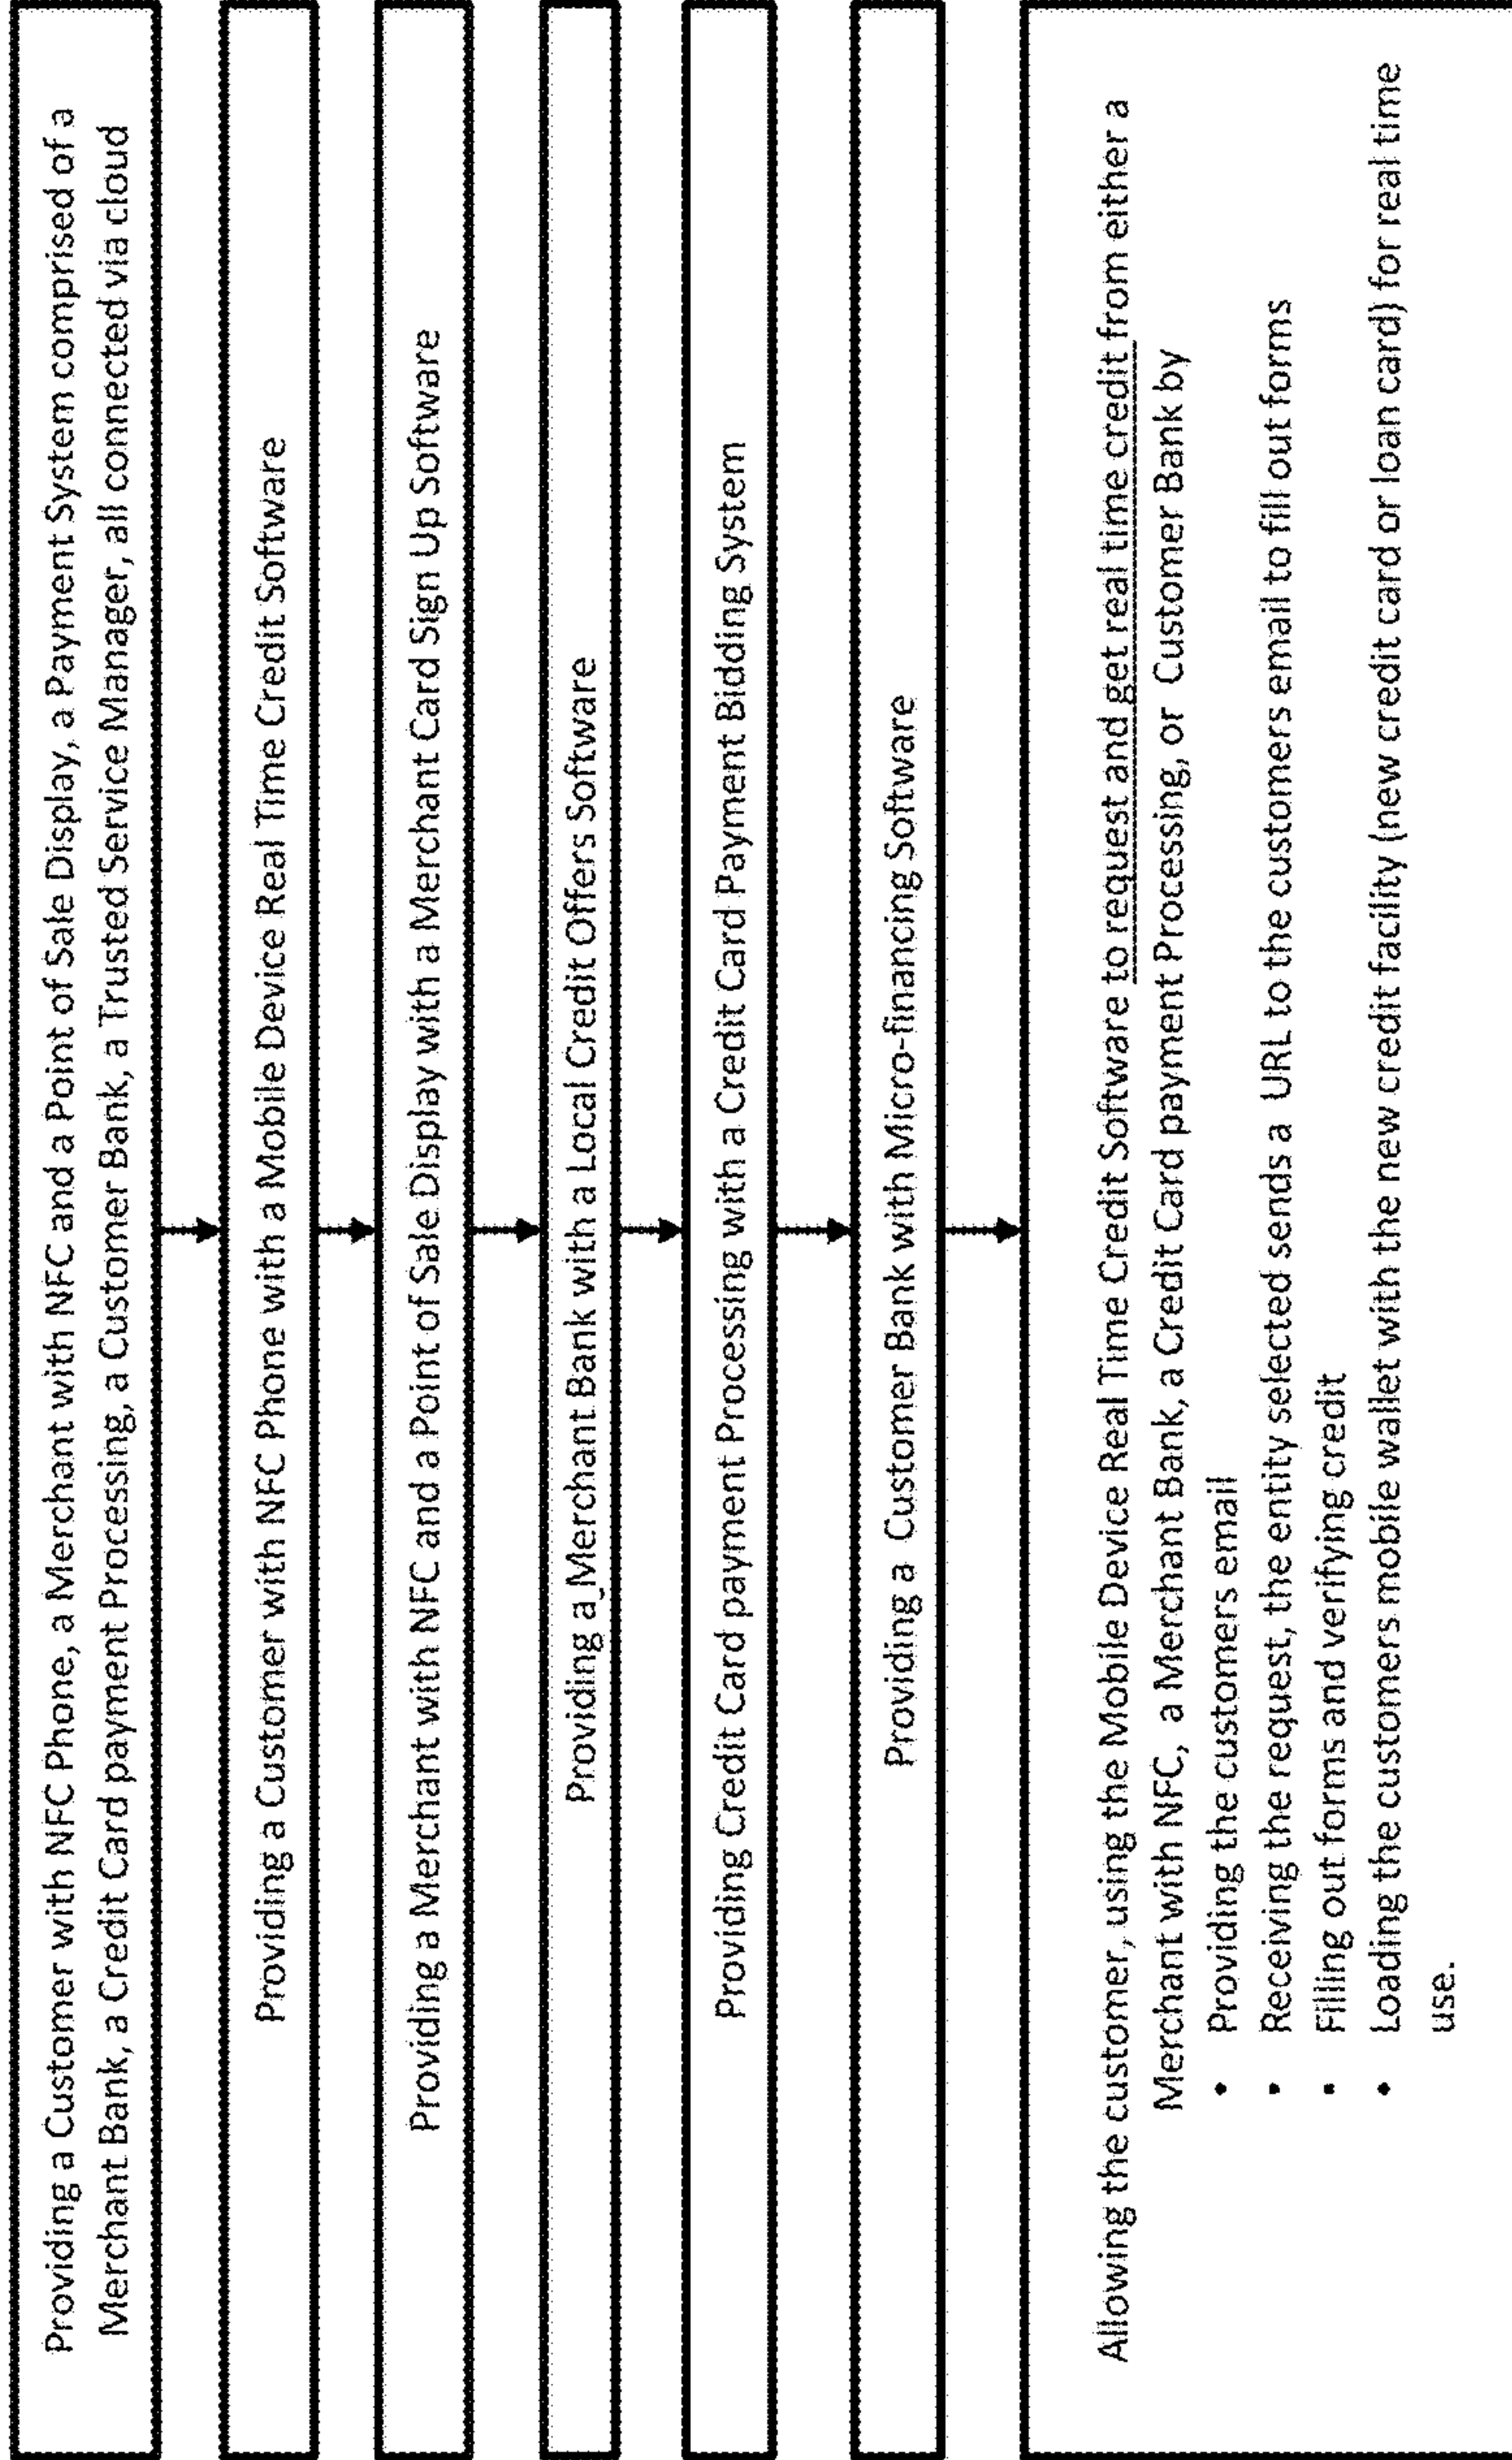 Providing a Customer with NFC Phone, a Merchant with NFC and a Point of Sale Display, a Payment System comprised of a
Merchant Bank, a Credit Card payment Processing, a Customer Bank, a Trusted Service Manager, all connected via cloud
Providing a Customer with NFC Phone with a Mobile Device Real Time Credit Software
Providing a Merchant with NFC and a Point of Sale Display with a Merchant Card Sign Up Software
Providing a Merchant Bank with a Local Credit Offers Software
Providing Credit Card payment Processing with a Credit Card Payment Bidding System
Providing a Customer Bank with Micro-financing Software
Allowing the customer, using the Mobile Device Real Time Credit Software to request and get real time credit from either a
Merchant with NFC, a Merchant Bank, a Credit Card payment Processing, or Customer Bank by
• Providing the customers email
• Receiving the request, the entity selected sends a URL to the customers email to fill out forms
• Filling out forms and verifying credit
• Loading the customers mobile wallet with the new credit facility (new credit card or loan card) for real time
use.